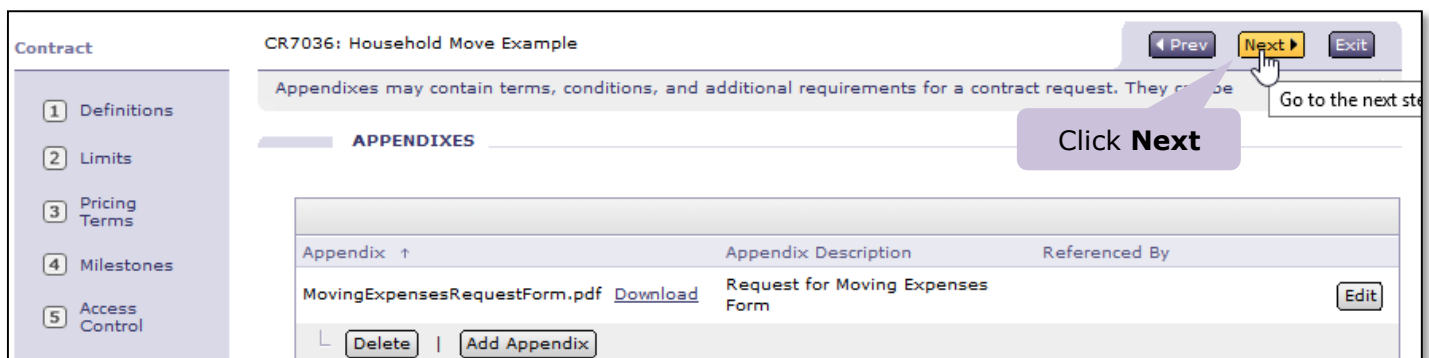 Contract
CR7036: Household Move Example
Prev
Next
Exit
Appendixes may contain terms, conditions, and additional requirements for a contract request. They be
Go to the next
Click Next
1 Definitions
2 Limits
3 Pricing
Terms
4 Milestones
5 Access
Control
APPENDIXES
Appendix ↑
Appendix Description
Referenced By
MovingExpensesRequestForm.pdf Download
Request for Moving Expenses
Form
Edit
Delete | Add Appendix